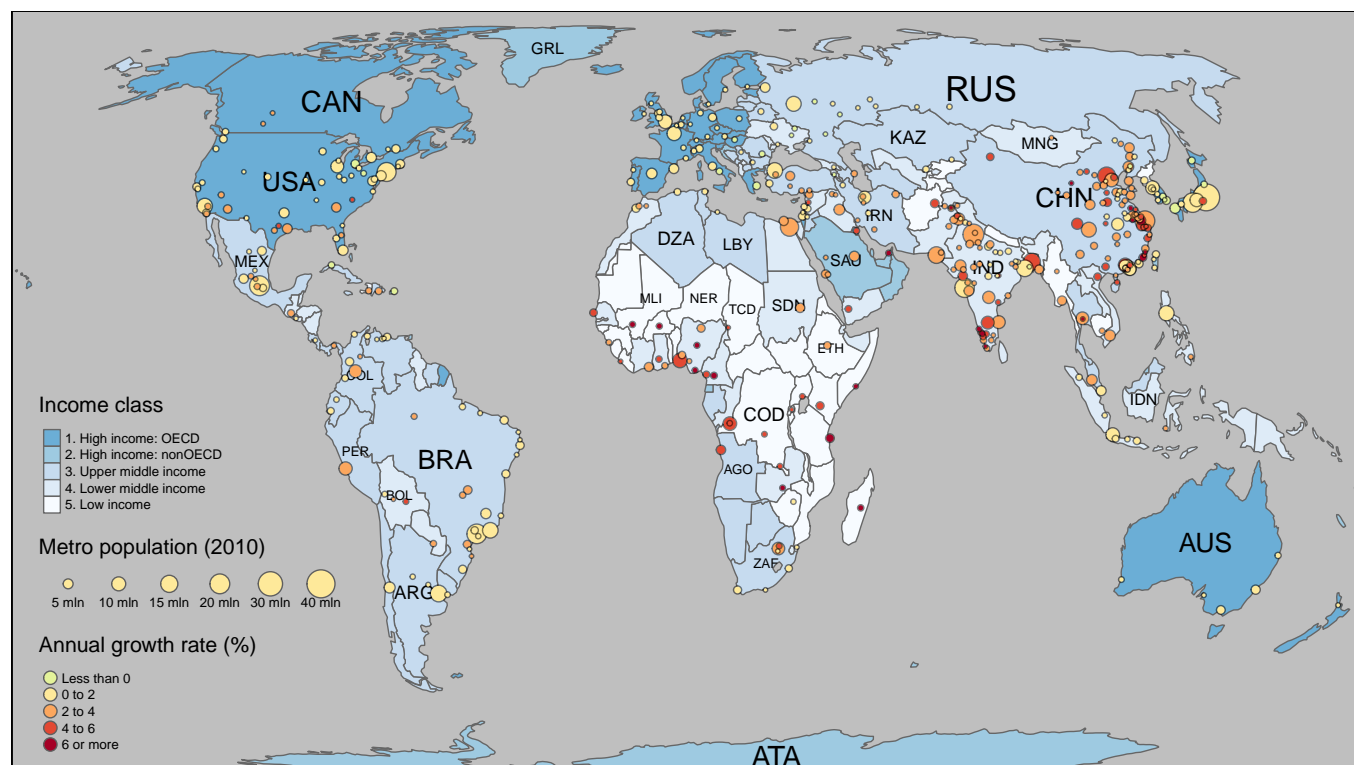 GRL
CAN
RUS
KAZ
MNG
USA
CHN
IRN
DZA
LBY
MEX
SAU
IND
MLI
NER
TCD
SDN
ETH
COL
IDN
COD
PER
BRA
AGO
BOL
AUS
ZAF
ARG
ATA
Income class
1. High income: OECD
2. High income: nonOECD
3. Upper middle income
4. Lower middle income
5. Low income
Metro population (2010)
5 mln 10 mln 15 mln 20 mln 30 mln 40 mln
Annual growth rate (%)
Less than 0
0 to 2
2 to 4
4 to 6
6 or more